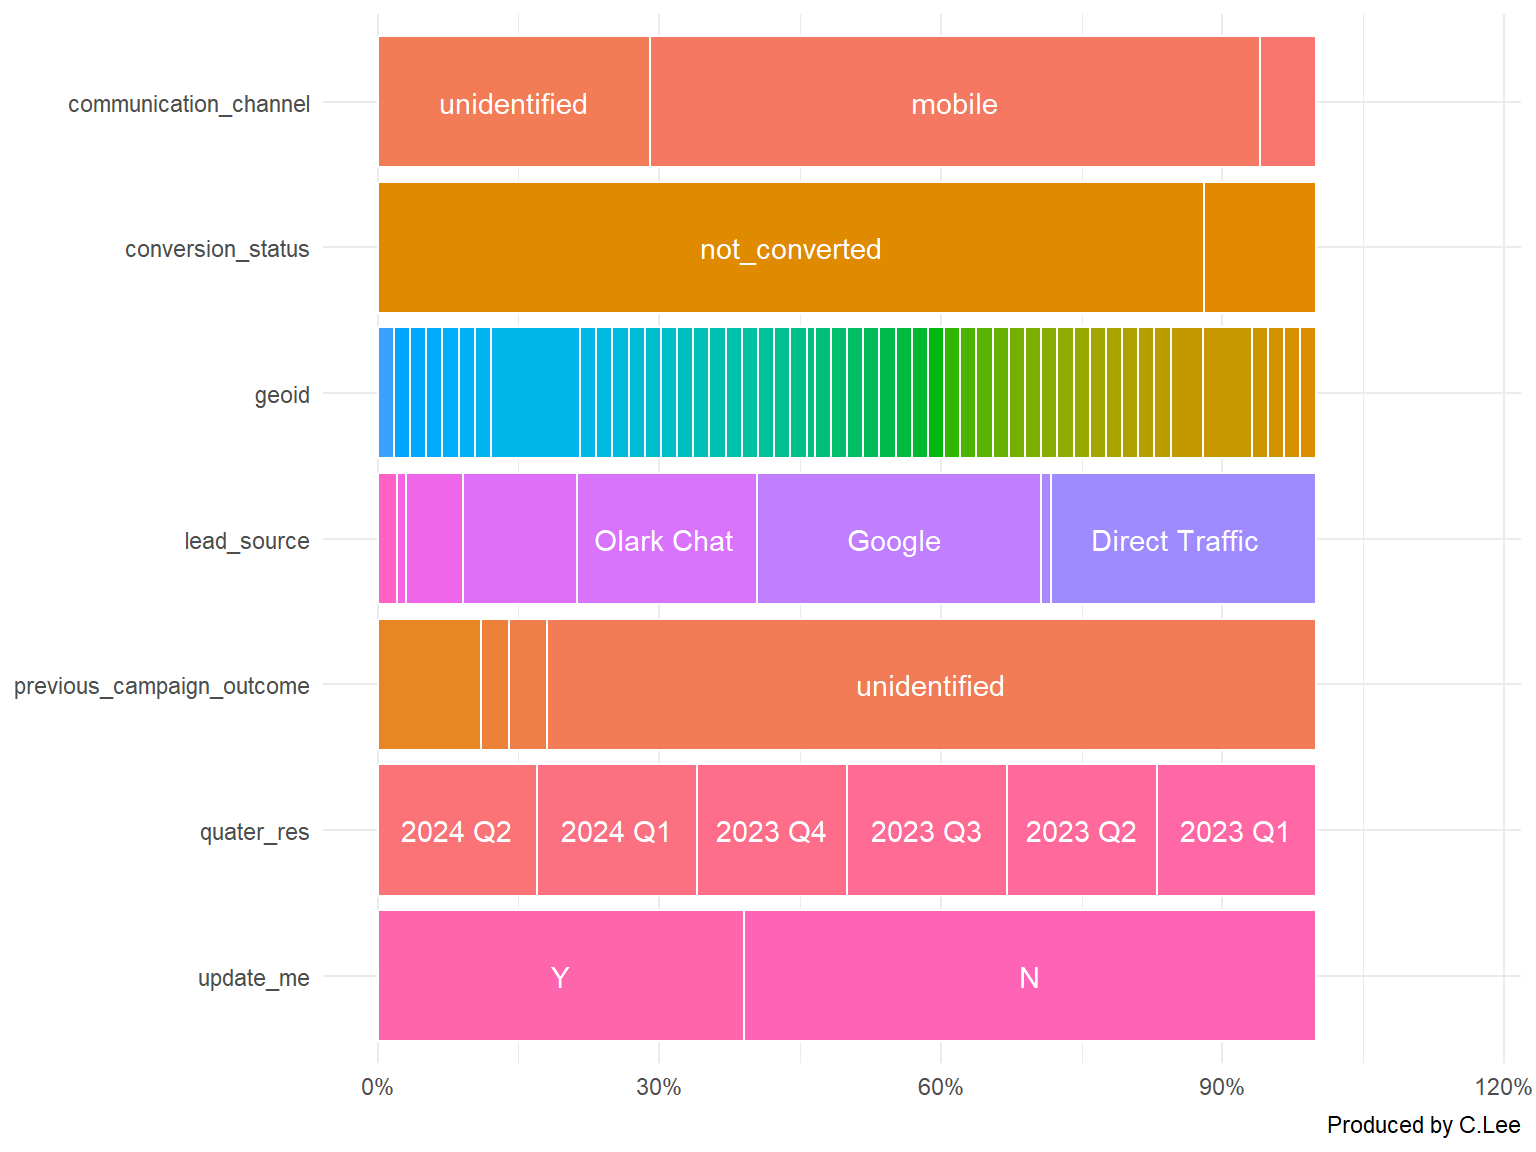 communication_channel
unidentified
mobile
conversion_status
not_converted
geoid
lead_source
Olark Chat
Google
Direct Traffic
previous_campaign_outcome
unidentified
quater_res
2024 Q2
2024 Q1
2023 Q4
2023 Q3
2023 Q2
2023 Q1
update_me
Y
N
0%
30%
60%
90%
120%
Produced by C.Lee